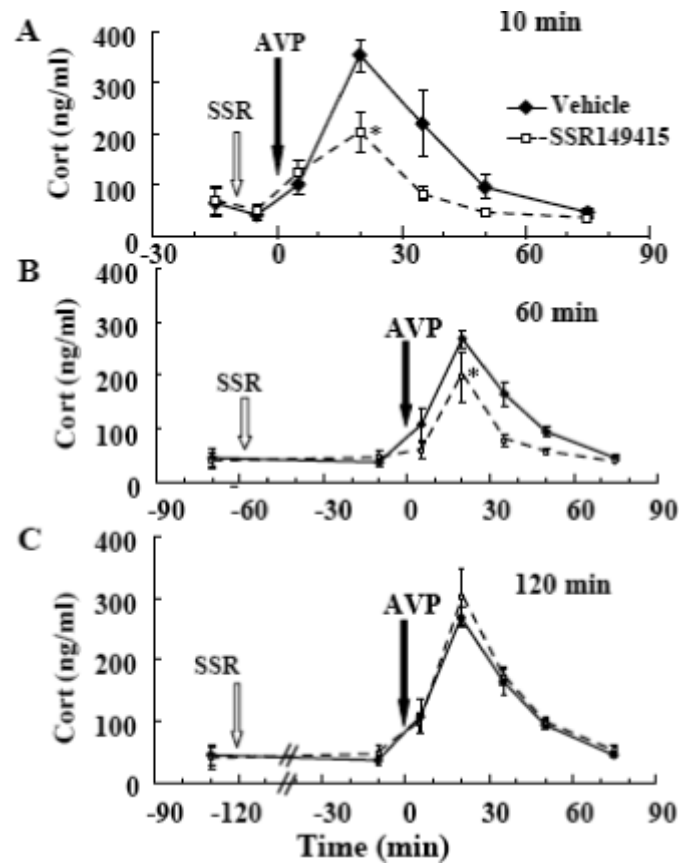 A
10 min
400
AVP
300
SSR
Vehicle
200
*
SSR149415
100
0
Cort (ng/ml)
-30 0 30 60 90
B
400
60 min
300
AVP
200
SSR
*
100
0
Cort (ng/ml)
-90 -60 -30 0 30 60 90
C
400
120 min
300
AVP
200
SSR
100
0
Cort (ng/ml)
-90 -120 -30 0 30 60 90
Time (min)